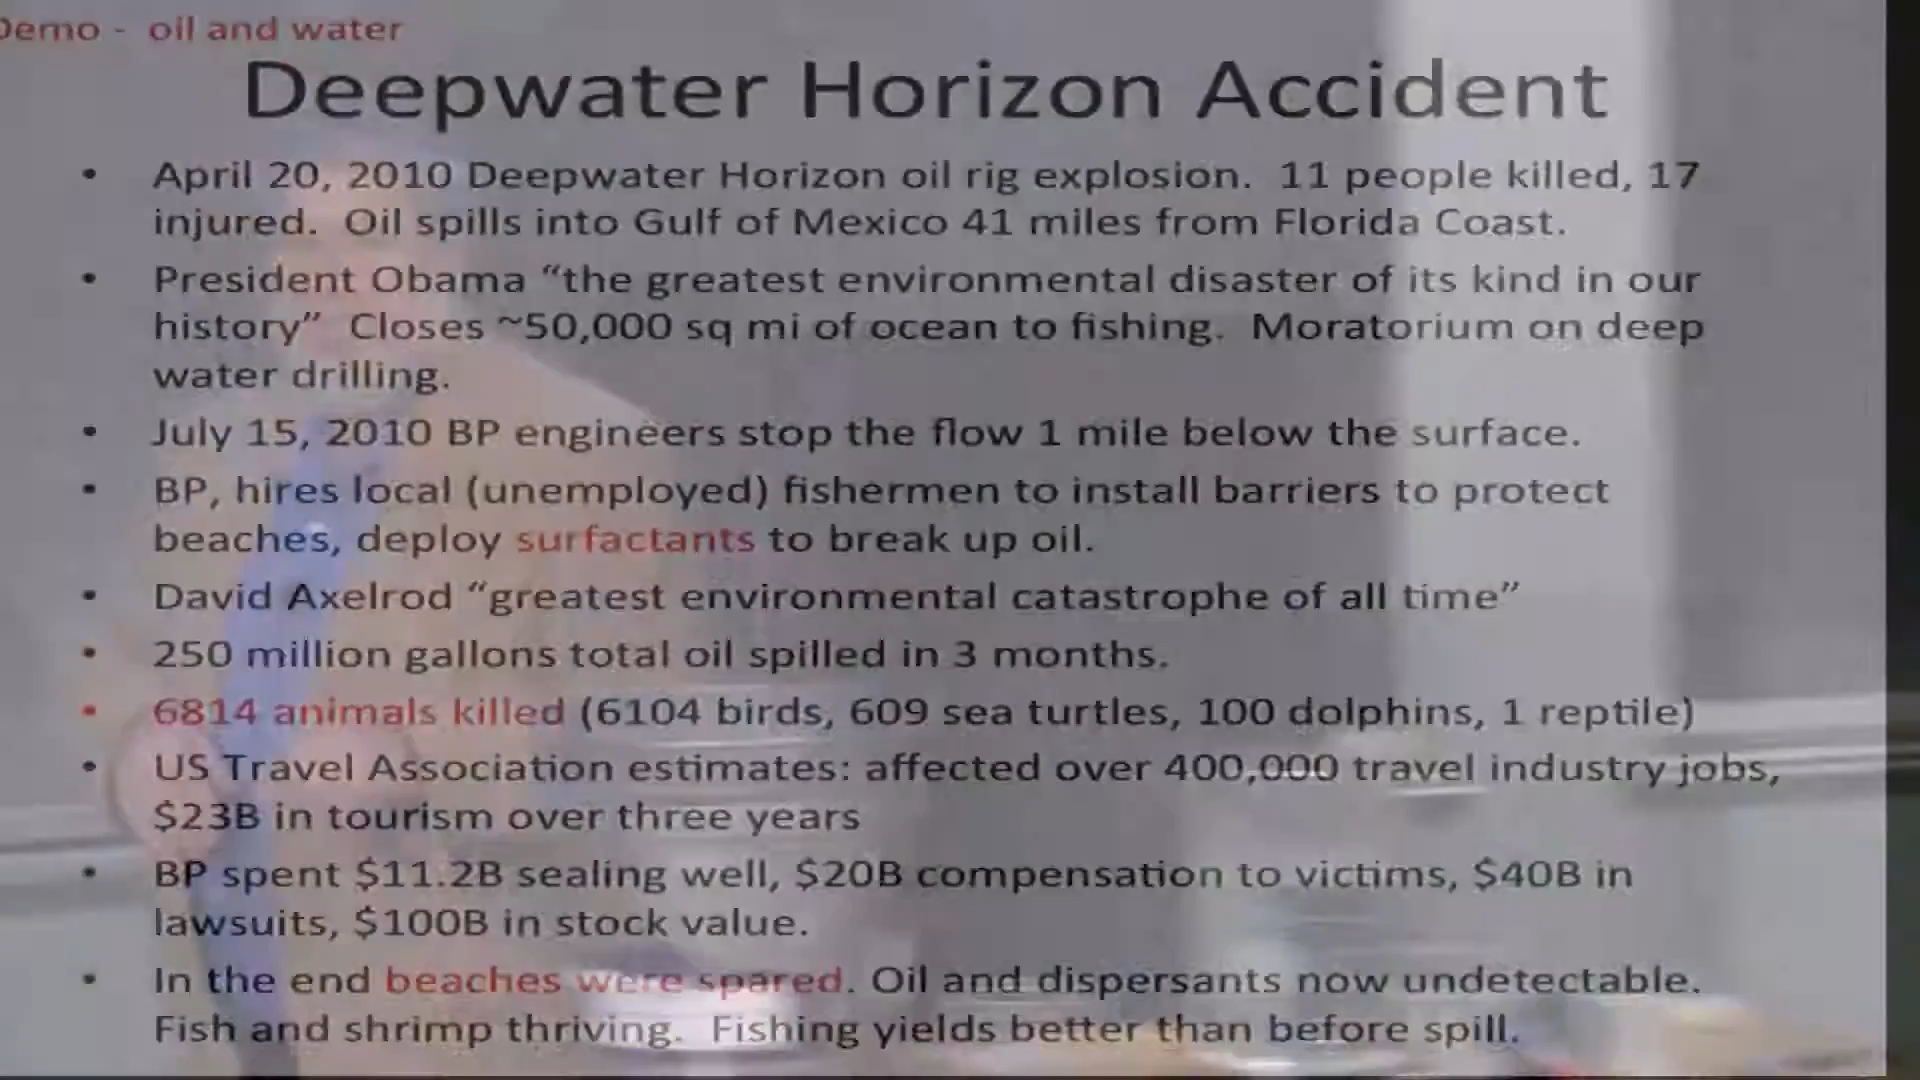 Demo - oil and water
Deepwater Horizon Accident
• April 20, 2010 Deepwater Horizon oil rig explosion. 11 people killed, 17
injured. Oil spills into Gulf of Mexico 41 miles from Florida Coast.
• President Obama “the greatest environmental disaster of its kind in our
history” Closes ~50,000 sq mi of ocean to fishing. Moratorium on deep
water drilling.
• July 15, 2010 BP engineers stop the flow 1 mile below the surface.
• BP, hires local (unemployed) fishermen to install barriers to protect
beaches, deploy surfactants to break up oil.
• David Axelrod “greatest environmental catastrophe of all time”
• 250 million gallons total oil spilled in 3 months.
• 6814 animals killed (6104 birds, 609 sea turtles, 100 dolphins, 1 reptile)
• US Travel Association estimates: affected over 400,000 travel industry jobs,
$23B in tourism over three years
• BP spent $11.2B sealing well, $20B compensation to victims, $40B in
lawsuits, $100B in stock value.
• In the end beaches were spared. Oil and dispersants now undetectable.
Fish and shrimp thriving. Fishing yields better than before spill.